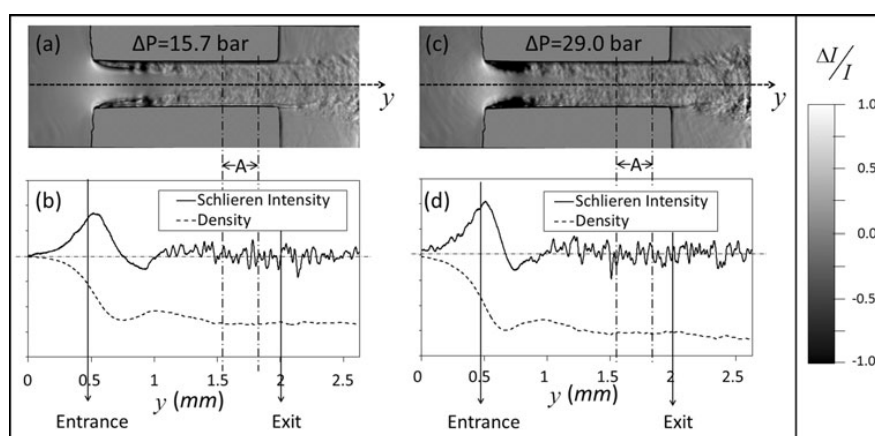 (a) ΔP=15.7 bar
y
(c) ΔP=29.0 bar
y
ΔI/I
A
A
(b)
Schlieren Intensity
Density
(d)
Schlieren Intensity
Density
1.0
0.5
0.0
-0.5
-1.0
0 0.5 1 1.5 2 2.5
y (mm)
Entrance
Exit
0 0.5 1 1.5 2 2.5
y (mm)
Entrance
Exit